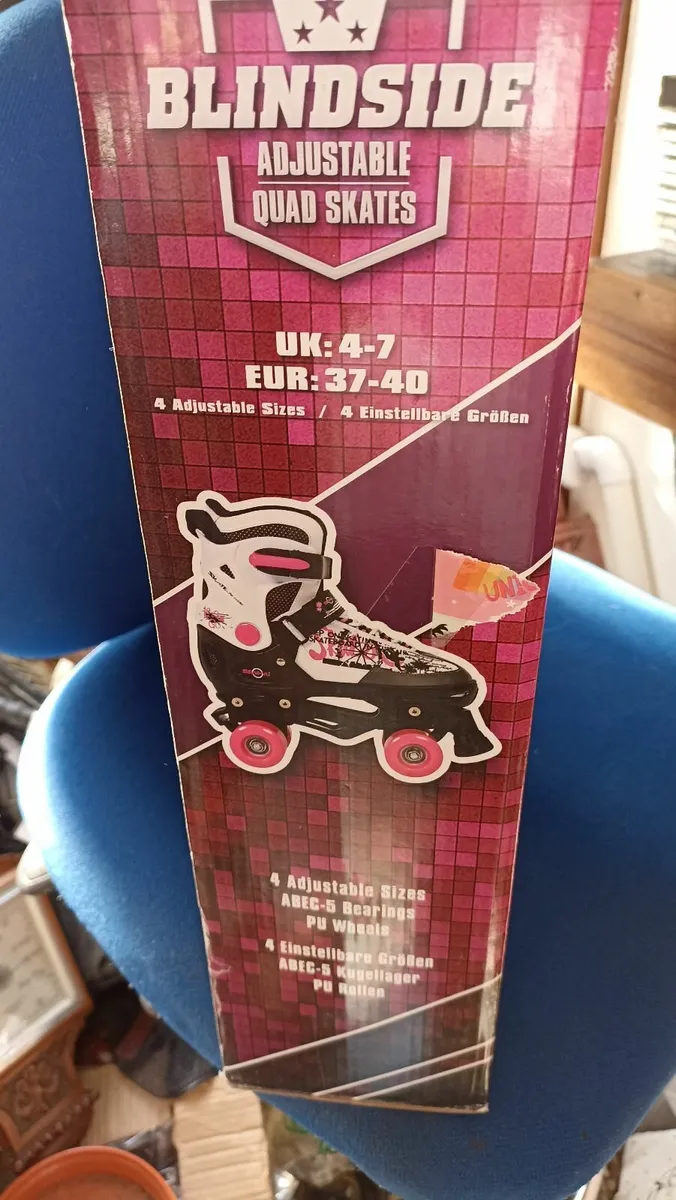 BLINDSIDE
ADJUSTABLE
QUAD SKATES
UK: 4-7
EUR: 37-40
4 Adjustable Sizes / 4 Einstellbare Größen
4 Adjustable Sizes
ABEC-5 Bearings
PU Wheels
4 Einstellbare Größen
ABEC-5 Kugellager
PU Rollen